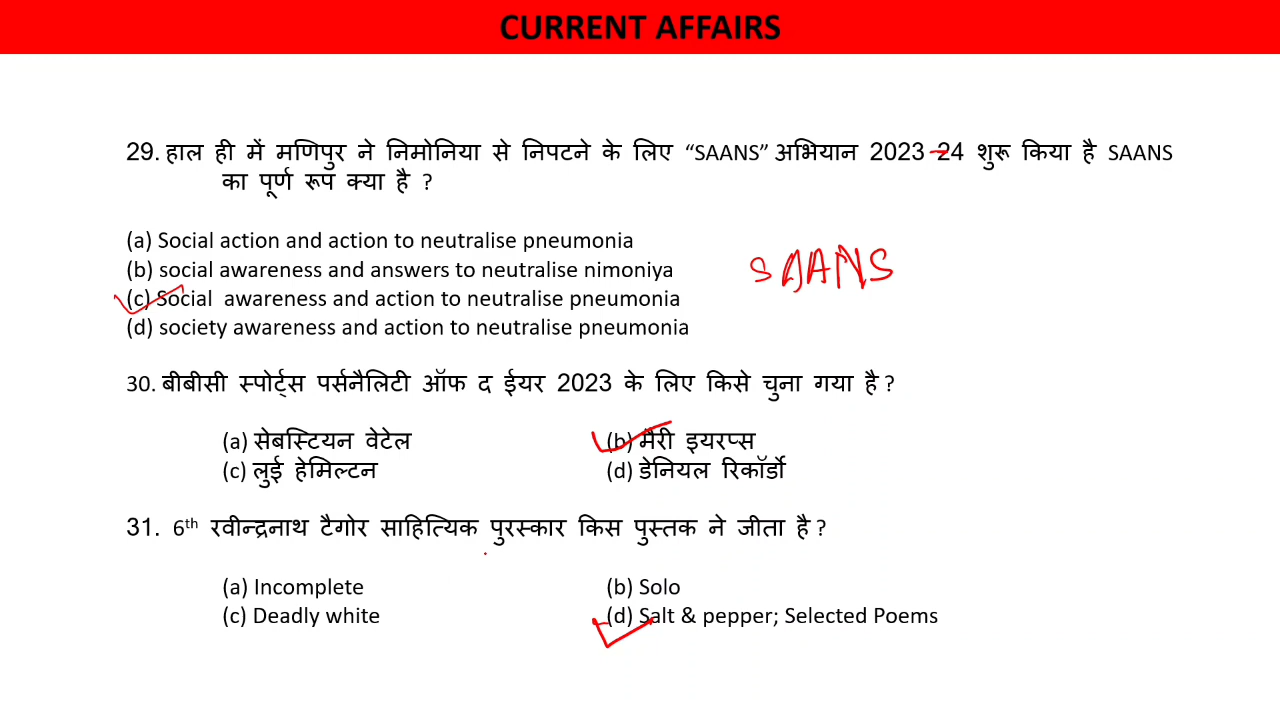 CURRENT AFFAIRS
29. हाल ही में मणिपुर ने निमोनिया से निपटने के लिए “SAANS” अभियान 2023-24 शुरू किया है SAANS
का पूर्ण रूप क्या है ?
(a) Social action and action to neutralise pneumonia
(b) social awareness and answers to neutralise nimoniya
SAANS
(c) Social awareness and action to neutralise pneumonia
(d) society awareness and action to neutralise pneumonia
30. बीबीसी स्पोर्ट्स पर्सनैलिटी ऑफ द ईयर 2023 के लिए किसे चुना गया है ?
(a) सेबस्टियन वेटेल (b) मैरी इयरप्स
(c) लुई हेमिल्टन (d) डेनियल रिकॉर्डो
31. 6th रवीन्द्रनाथ टैगोर साहित्यिक पुरस्कार किस पुस्तक ने जीता है ?
(a) Incomplete (b) Solo
(c) Deadly white (d) Salt & pepper; Selected Poems